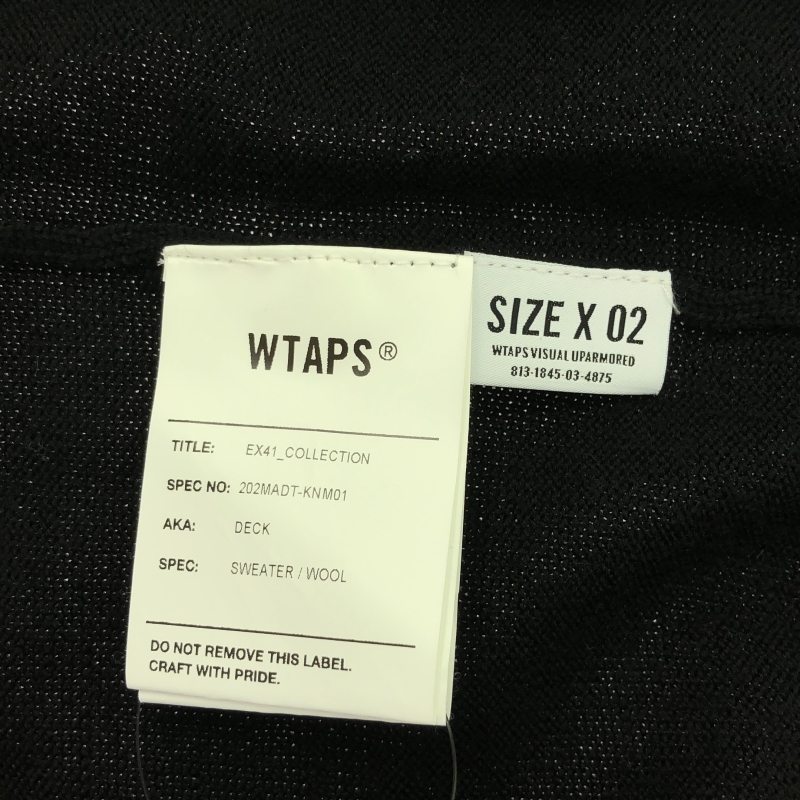 WTAPS®
TITLE: EX41_COLLECTION
SPEC NO: 202MADT-KNM01
AKA: DECK
SPEC: SWEATER / WOOL
DO NOT REMOVE THIS LABEL.
CRAFT WITH PRIDE.
SIZE X 02
WTAPS VISUAL UPARMORED
813-1845-03-4875